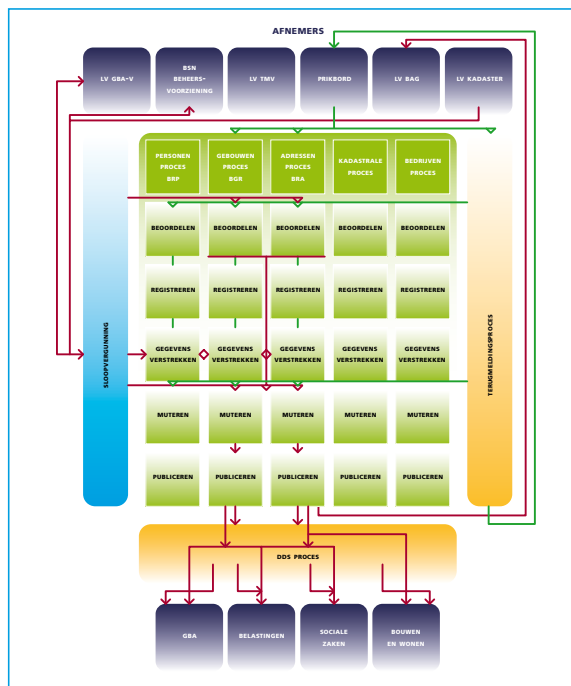 AFNEMERS
LV GBA-V
BSN
BEHEERS-
VOORZIENING
LV TMV
PRIKBORD
LV BAG
LV KADASTER
PERSONEN
PROCES
BRP
GEBOUWEN
PROCES
BGR
ADRESSEN
PROCES
BRA
KADASTRALE
PROCES
BEDRIJVEN
PROCES
BEOORDELEN
BEOORDELEN
BEOORDELEN
BEOORDELEN
BEOORDELEN
REGISTREREN
REGISTREREN
REGISTREREN
REGISTREREN
REGISTREREN
SLOOPVERGUNNING
TERUGMELDINGSPROCES
GEGEVENS
VERSTREKKEN
GEGEVENS
VERSTREKKEN
GEGEVENS
VERSTREKKEN
GEGEVENS
VERSTREKKEN
GEGEVENS
VERSTREKKEN
MUTEREN
MUTEREN
MUTEREN
MUTEREN
MUTEREN
PUBLICEREN
PUBLICEREN
PUBLICEREN
PUBLICEREN
PUBLICEREN
DDS PROCES
GBA
BELASTINGEN
SOCIALE
ZAKEN
BOUWEN
EN WONEN